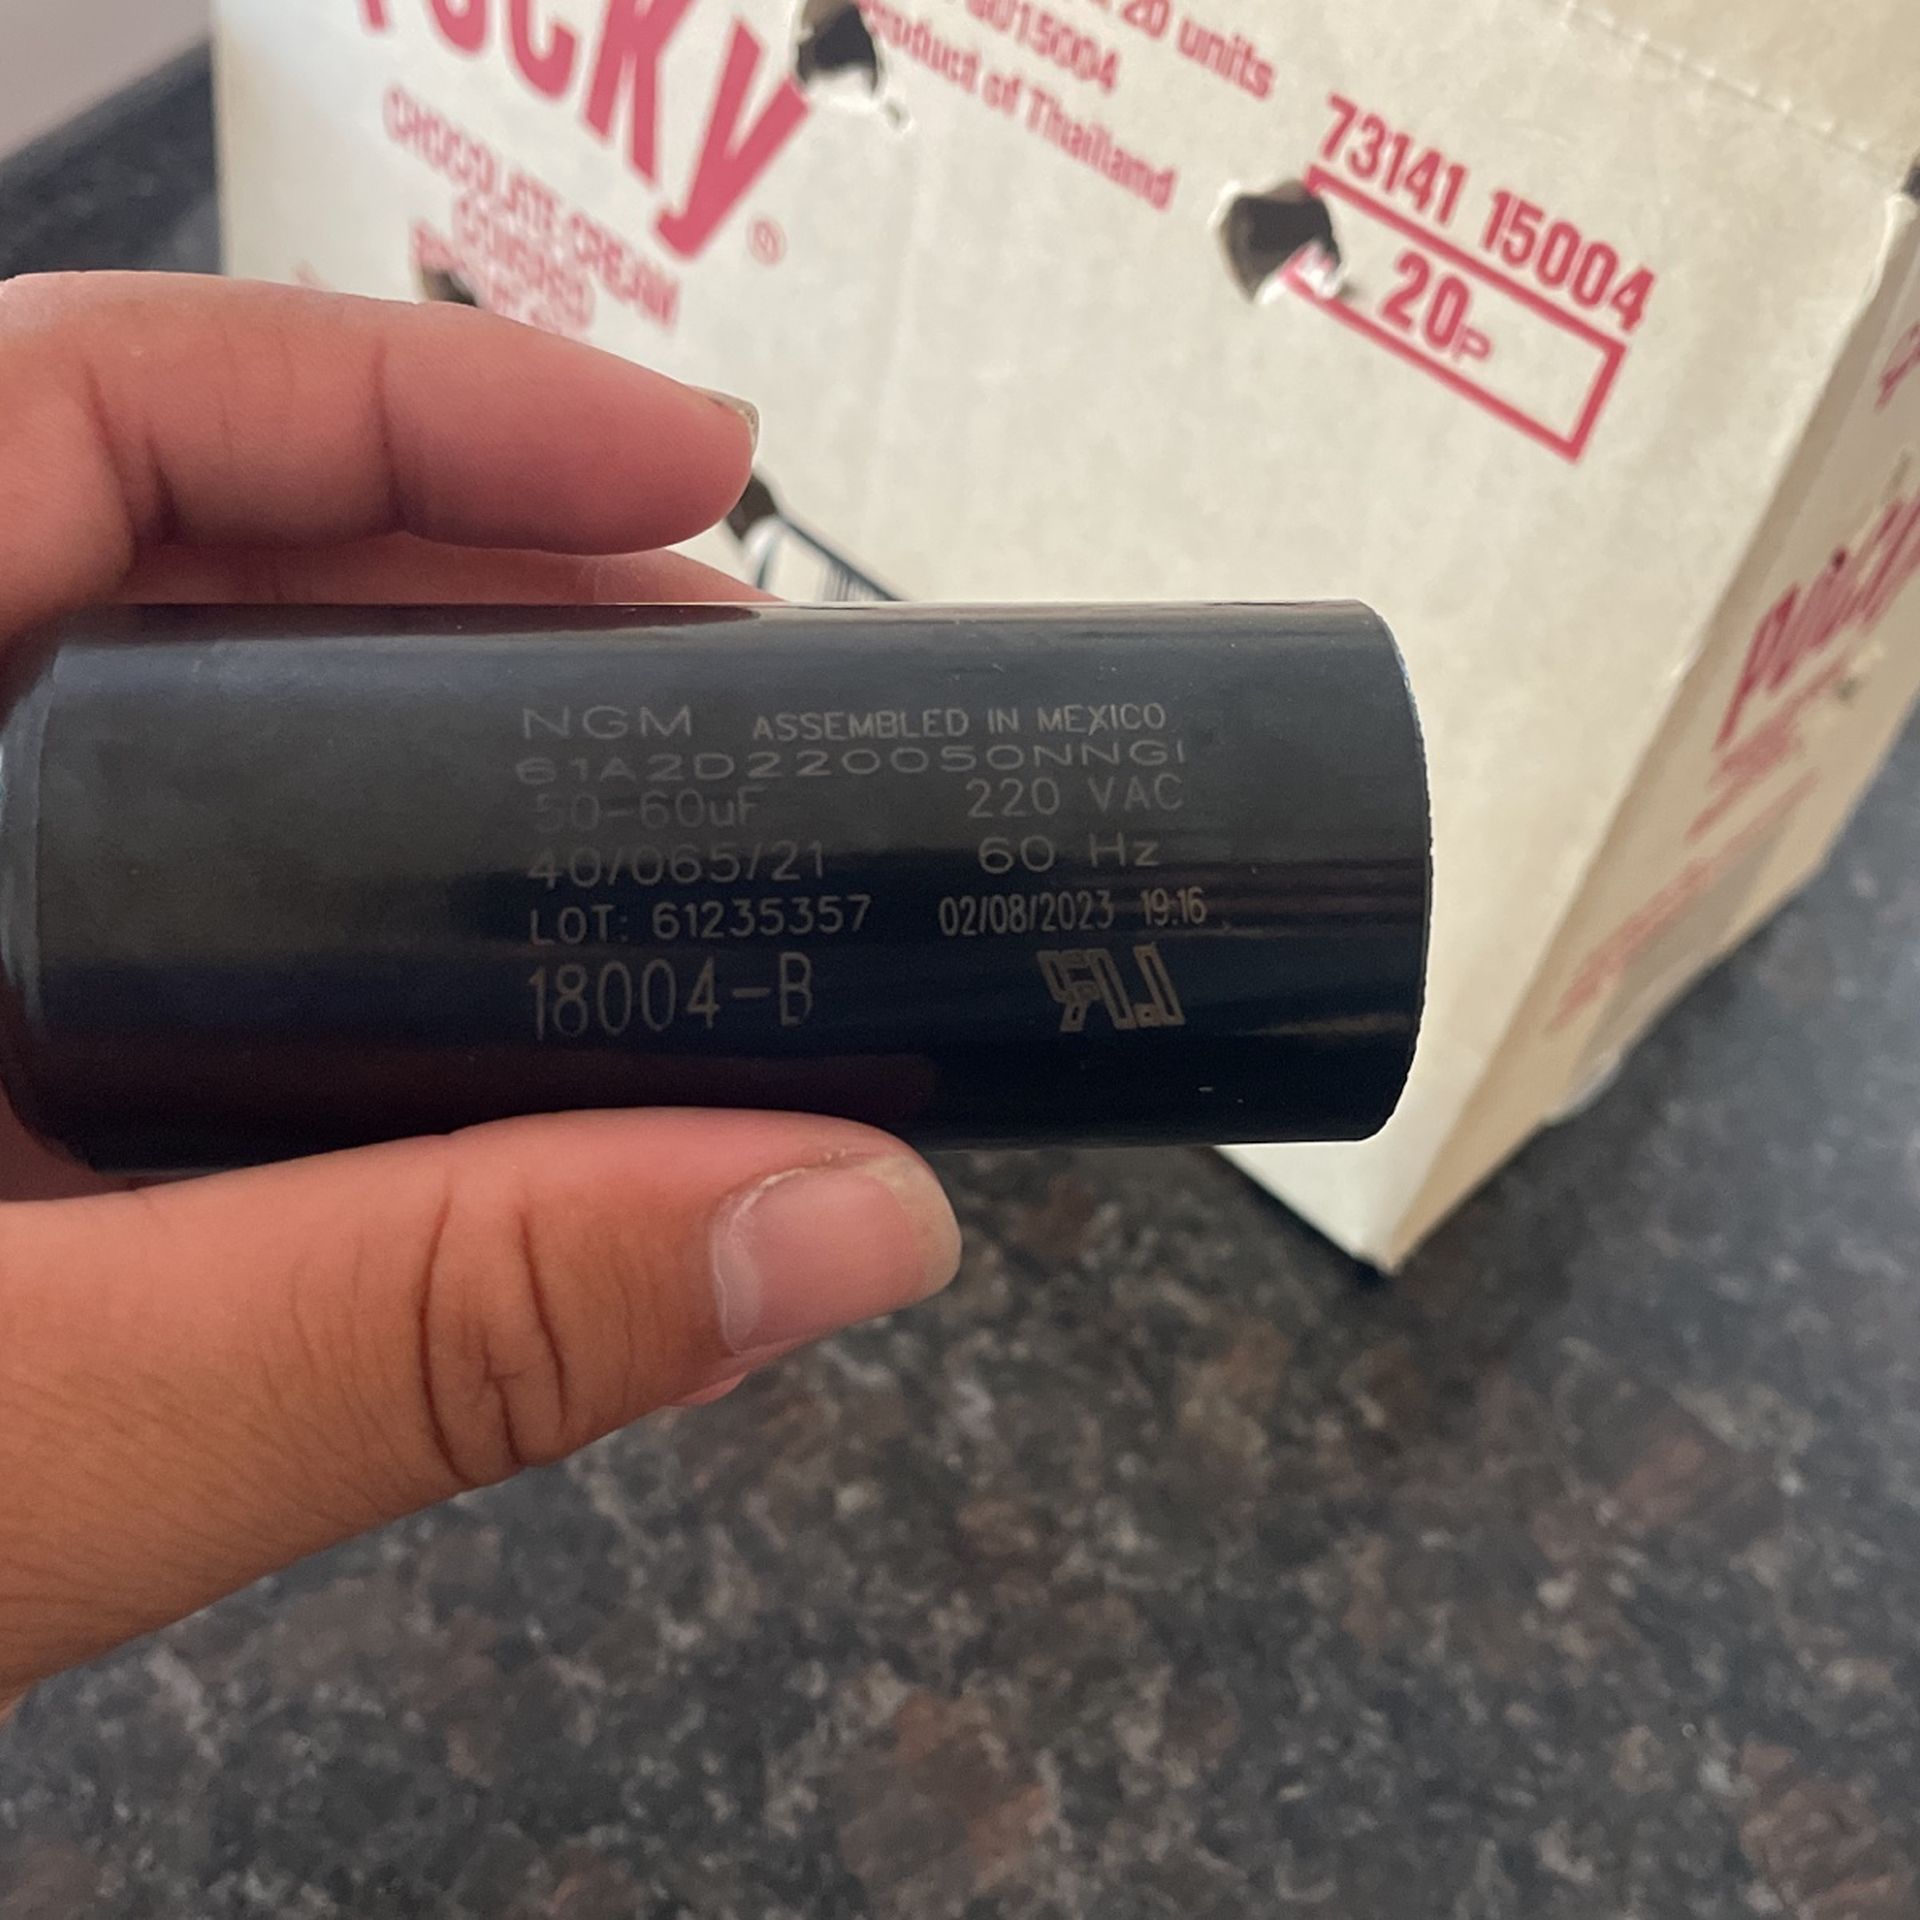 CHOCOLATE CREAM
COVERED
20 units
Product of Thailand
73141 15004
20P
NGM ASSEMBLED IN MEXICO
61A2D220050NNGI
50-60uF 220 VAC
40/065/21 60 Hz
LOT: 61235357 02/08/2023 19:16
18004-B